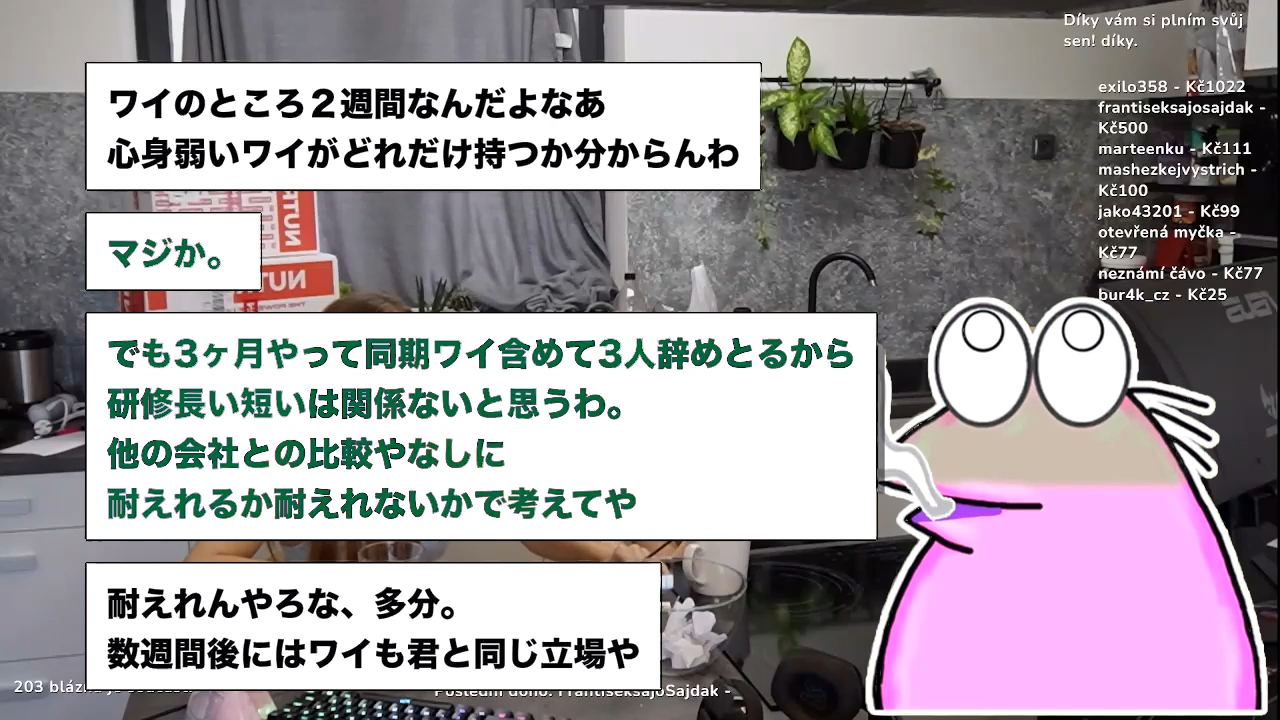 ワイのところ２週間なんだよなあ
心身弱いワイがどれだけ持つか分からんわ
マジか。
でも3ヶ月やって同期ワイ含めて3人辞めとるから
研修長い短いは関係ないと思うわ。
他の会社との比較やなしに
耐えれるか耐えれないかで考えてや
耐えれんやろな、多分。
数週間後にはワイも君と同じ立場や
Díky vám si plním svůj
sen! díky.
exilo358 - Kč1022
frantiseksajosajdak -
Kč500
marteenku - Kč111
mashezkejvystrich -
Kč100
jako43201 - Kč99
otevřená myčka -
Kč77
neznámí čávo - Kč77
bur4k_cz - Kč25
203
FrantiseksajoSajdak -